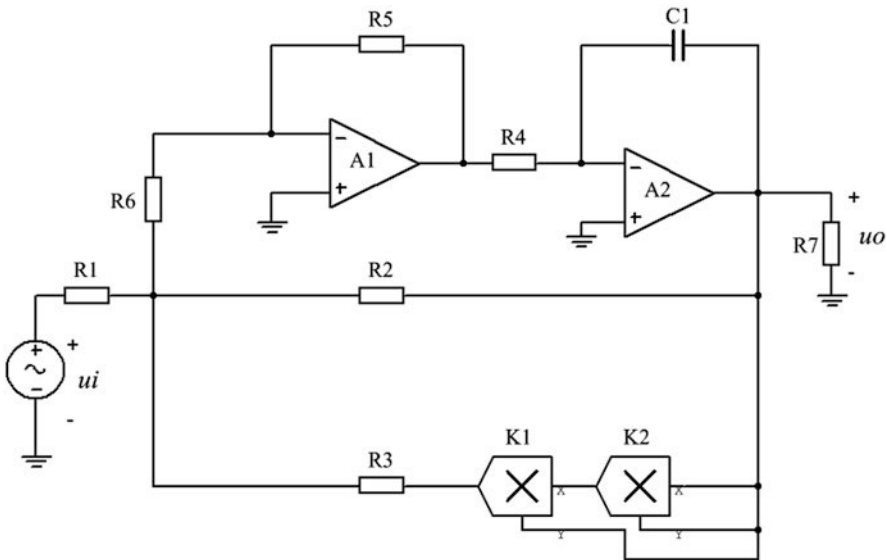 R5
C1
−
A1
+
R4
−
A2
+
R6
+
R7
uo
-
R1
R2
+
−
+
ui
-
K1
K2
R3
X
X
Y
Y